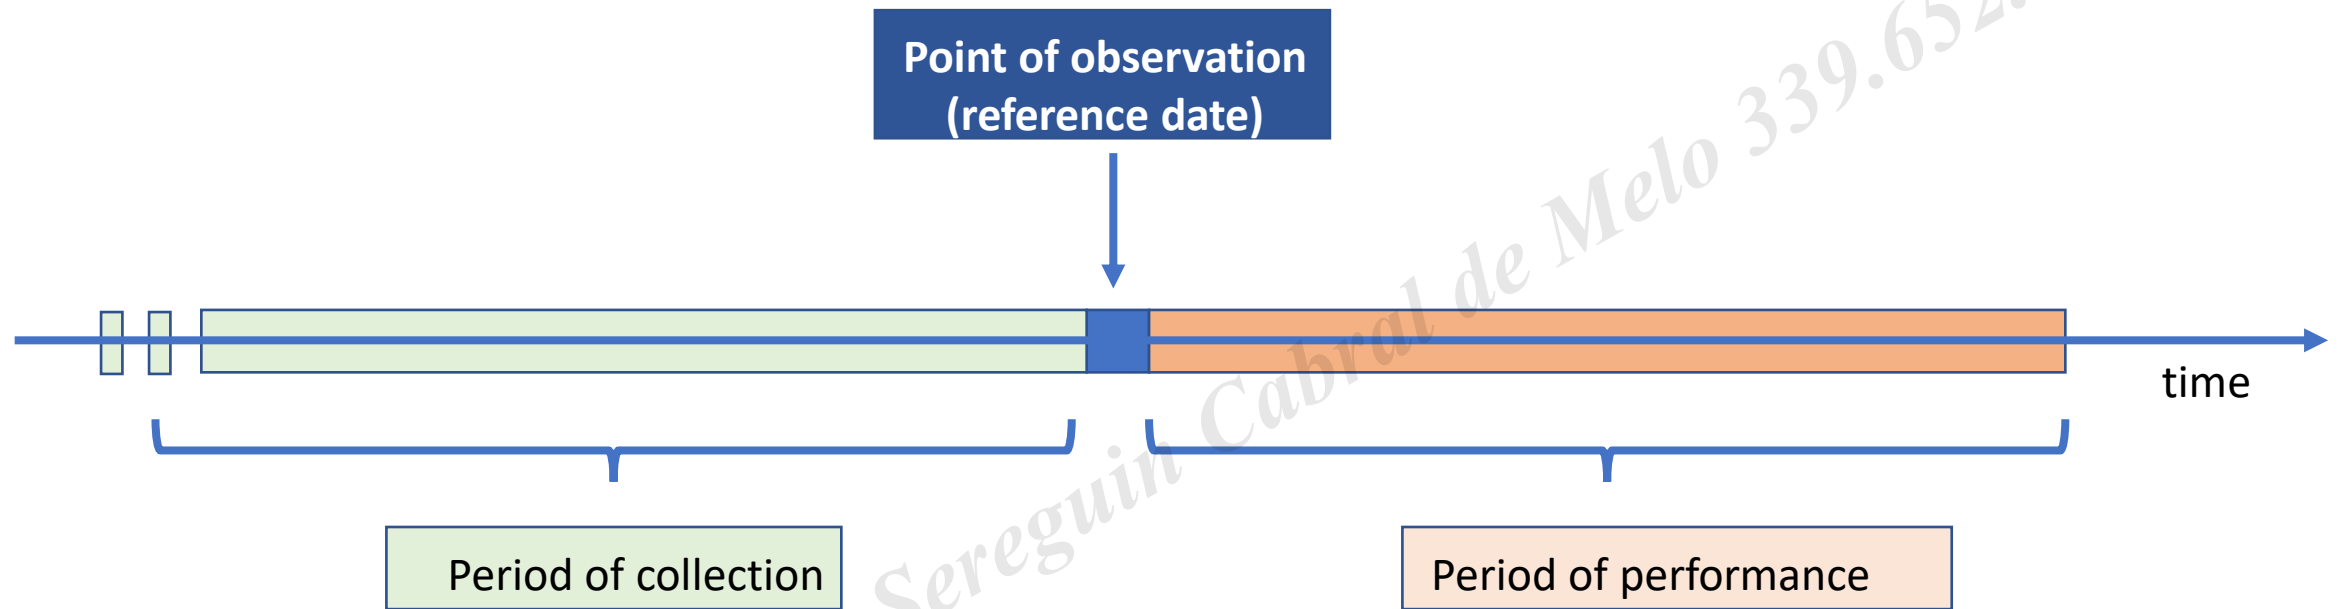 Point of observation
(reference date)
time
Period of collection
Period of performance
Sereguin Cabral de Melo 339.652.